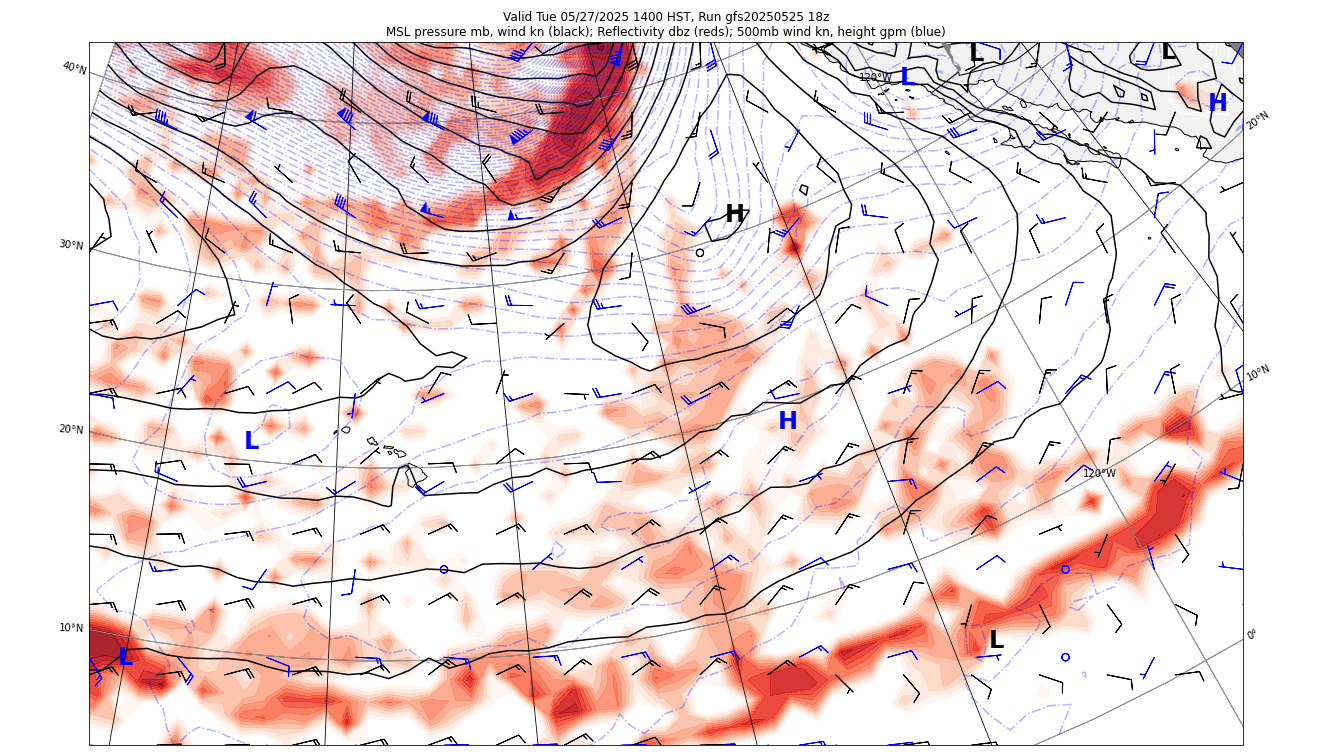 Valid Tue 05/27/2025 1400 HST, Run gfs20250525 18z
MSL pressure mb, wind kn (black); Reflectivity dbz (reds); 500mb wind kn, height gpm (blue)
L L
40°N 120°W L
H
20°N
H
30°N
10°N
H
20°N L
120°W
10°N
0°
L
L